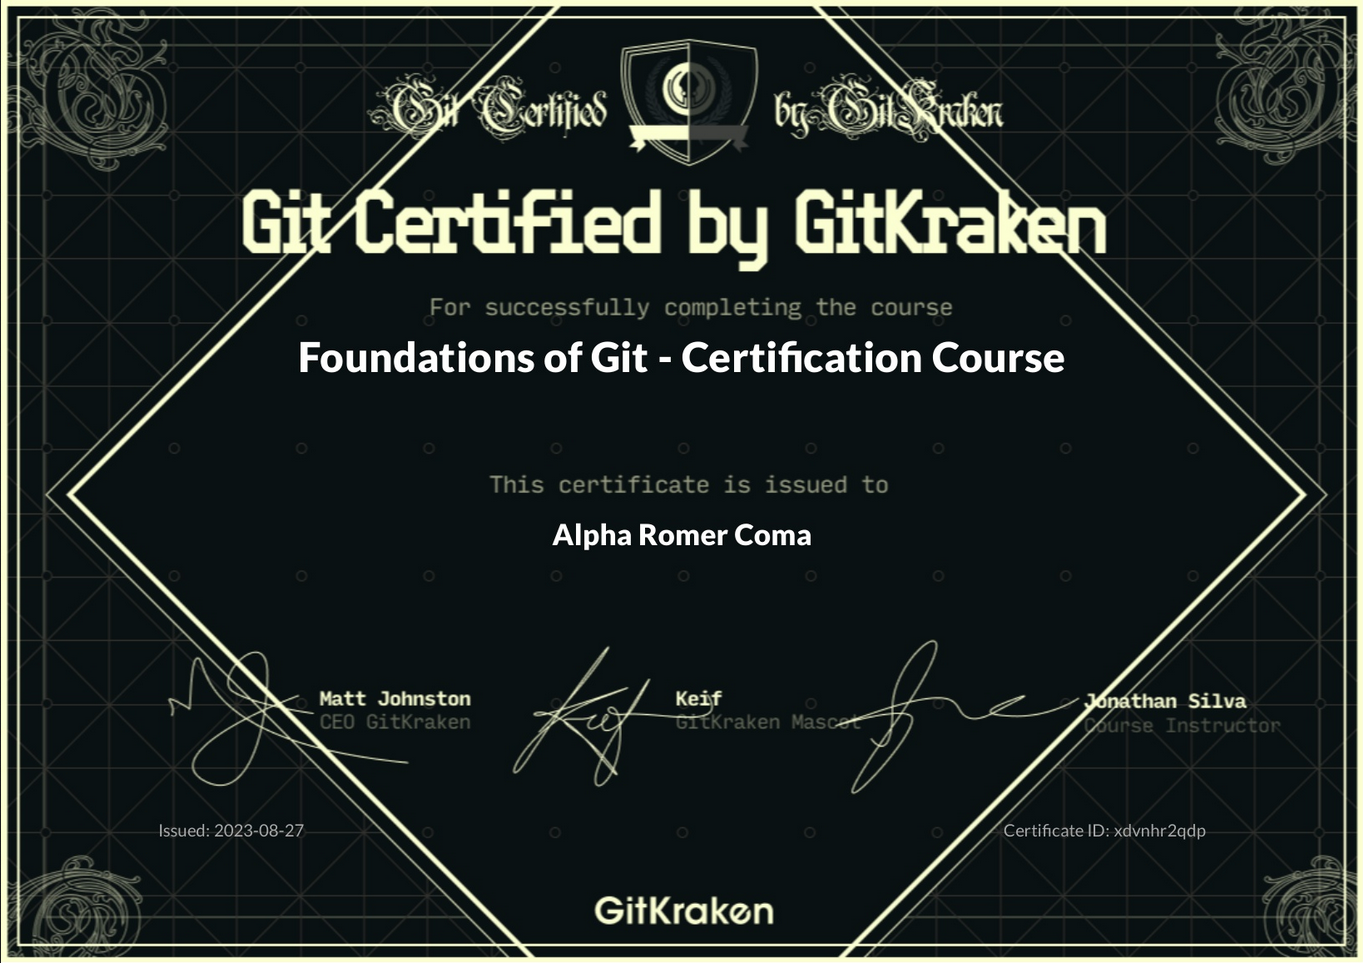 Git Certified by GitKraken
Git Certified by GitKraken
For successfully completing the course
Foundations of Git - Certification Course
This certificate is issued to
Alpha Romer Coma
Matt Johnston
CEO GitKraken
Keif
GitKraken Mascot
Jonathan Silva
Course Instructor
Issued: 2023-08-27
Certificate ID: xdvnhr2qdp
GitKraken